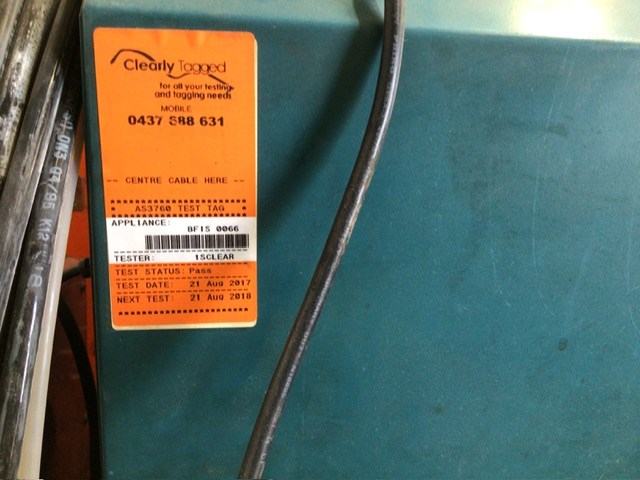 Clearly Tagged
for all your testing
and tagging needs
MOBILE
0437 588 631
-- CENTRE CABLE HERE --
AS3760 TEST TAG
APPLIANCE:
BFIS 0066
TESTER: 1SCLEAR
TEST STATUS: Pass
TEST DATE: 21 Aug 2017
NEXT TEST: 21 Aug 2018